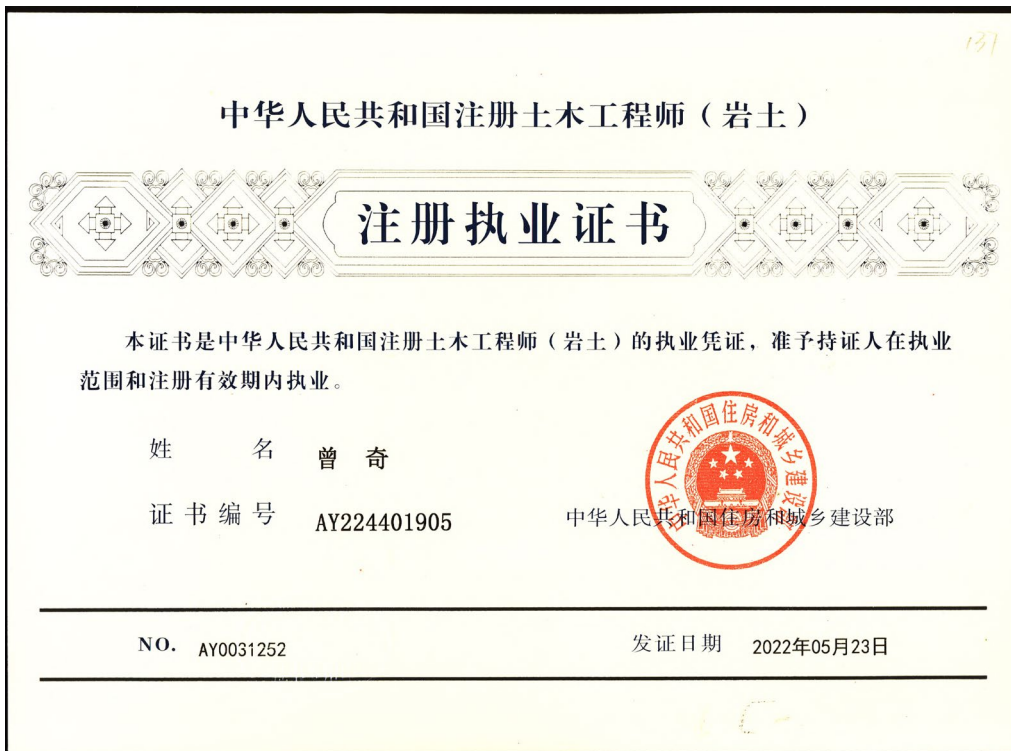 137
中华人民共和国注册土木工程师（岩土）
注册执业证书
本证书是中华人民共和国注册土木工程师（岩土）的执业凭证，准予持证人在执业
范围和注册有效期内执业。
姓名 曾奇
证书编号 AY224401905
中华人民共和国住房和城乡建设部
中华人民共和国住房和城乡建设部
NO. AY0031252
发证日期 2022年05月23日